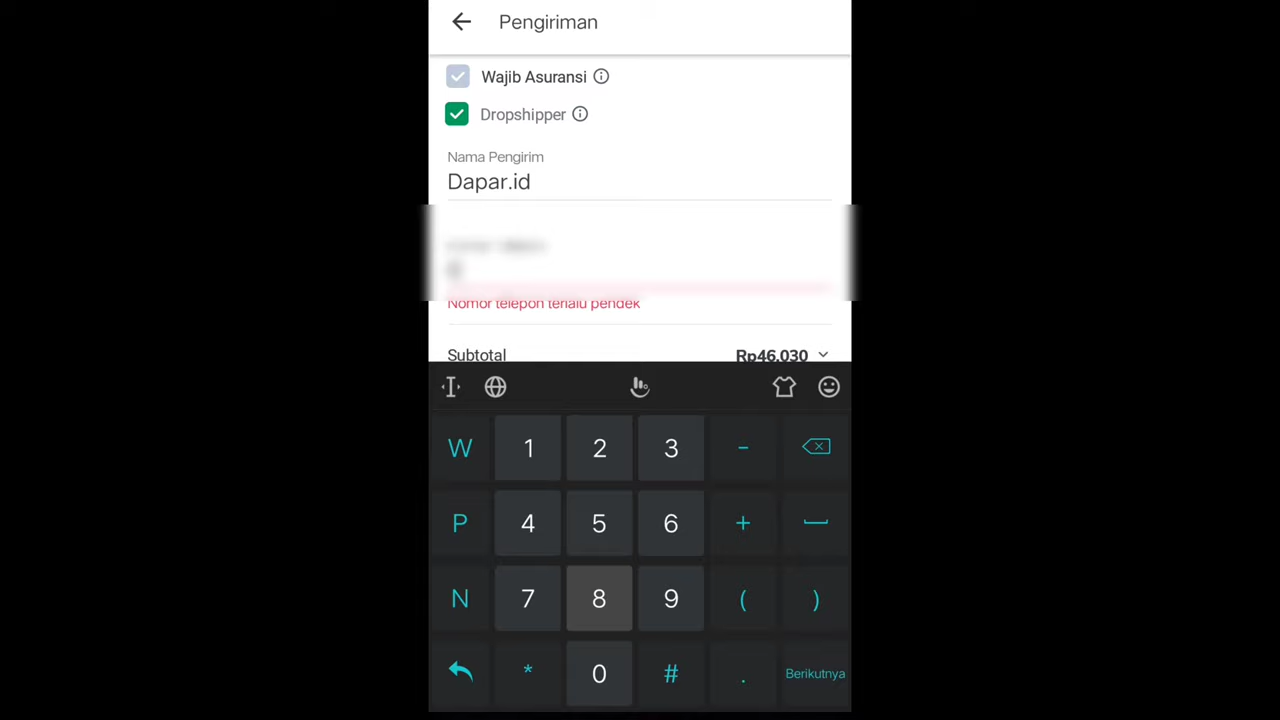 Pengiriman
Wajib Asuransi
Dropshipper
Nama Pengirim
Dapar.id
Nomor telepon terlalu pendek
Subtotal Rp46.030
W 1 2 3 -
P 4 5 6 +
N 7 8 9 ( )
* 0 # . Berikutnya